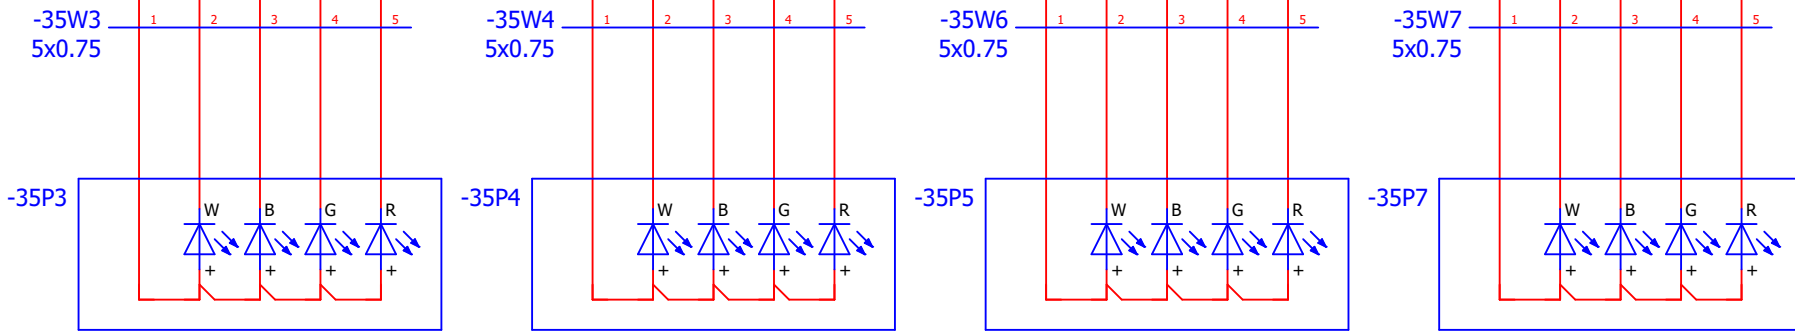 -35W3 1 2 3 4 5
5x0.75
-35W4 1 2 3 4 5
5x0.75
-35W6 1 2 3 4 5
5x0.75
-35W7 1 2 3 4 5
5x0.75
-35P3
W B G R
+ + + +
-35P4
W B G R
+ + + +
-35P5
W B G R
+ + + +
-35P7
W B G R
+ + + +